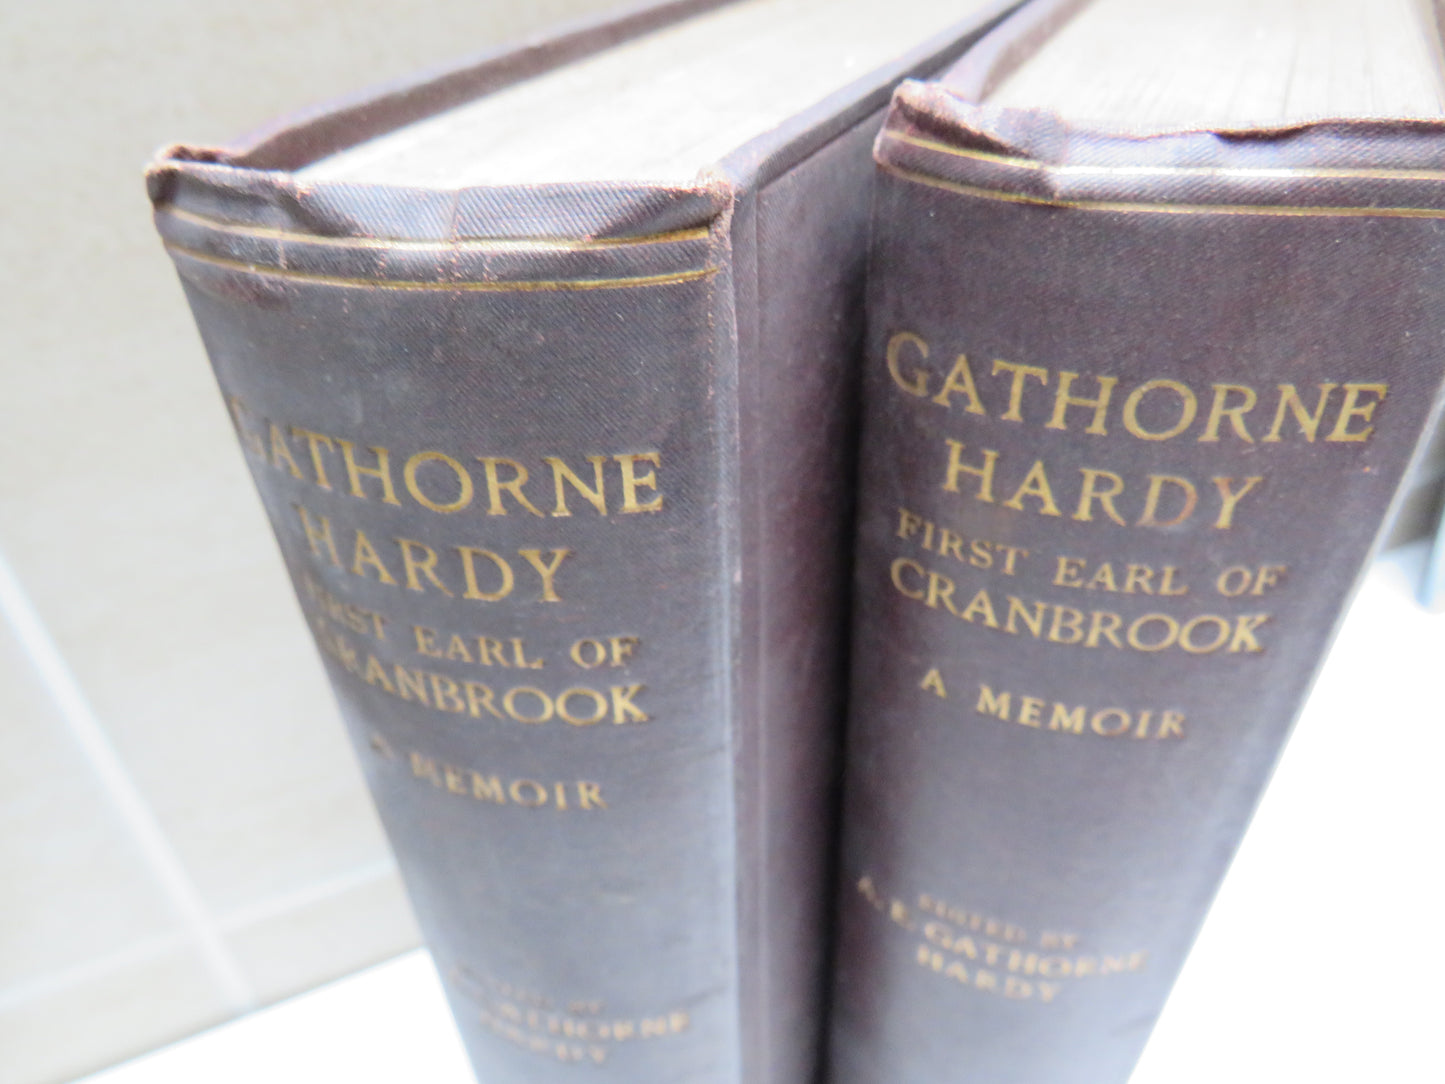 GATHORNE
HARDY
FIRST EARL OF
CRANBROOK
A MEMOIR
GATHORNE
HARDY
FIRST EARL OF
CRANBROOK
A MEMOIR
EDITED BY
A. E. GATHORNE
HARDY